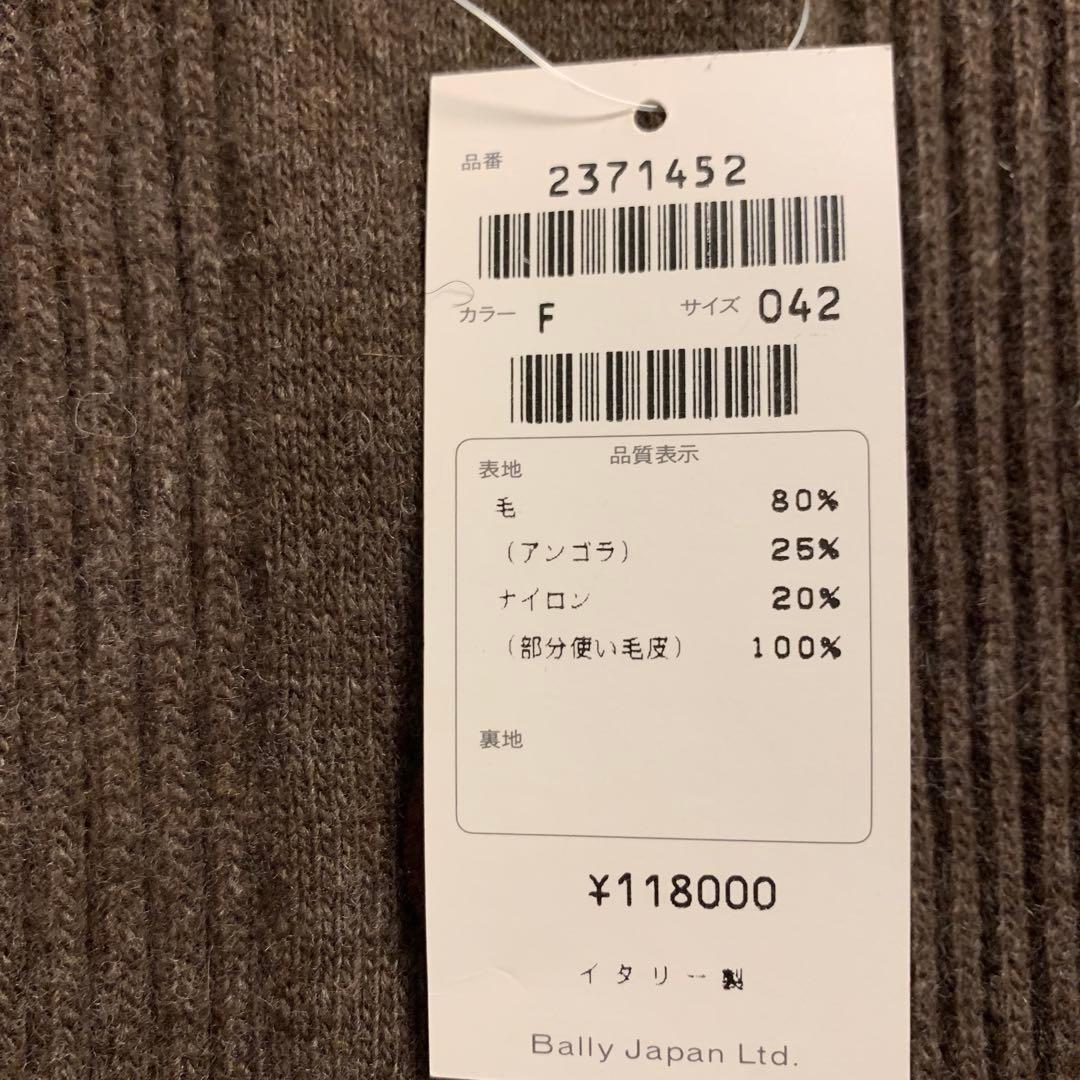 品番 2371452
カラー F サイズ 042
品質表示
表地
毛 80%
(アンゴラ) 25%
ナイロン 20%
(部分使い毛皮) 100%
裏地
¥118000
イタリー製
Bally Japan Ltd.